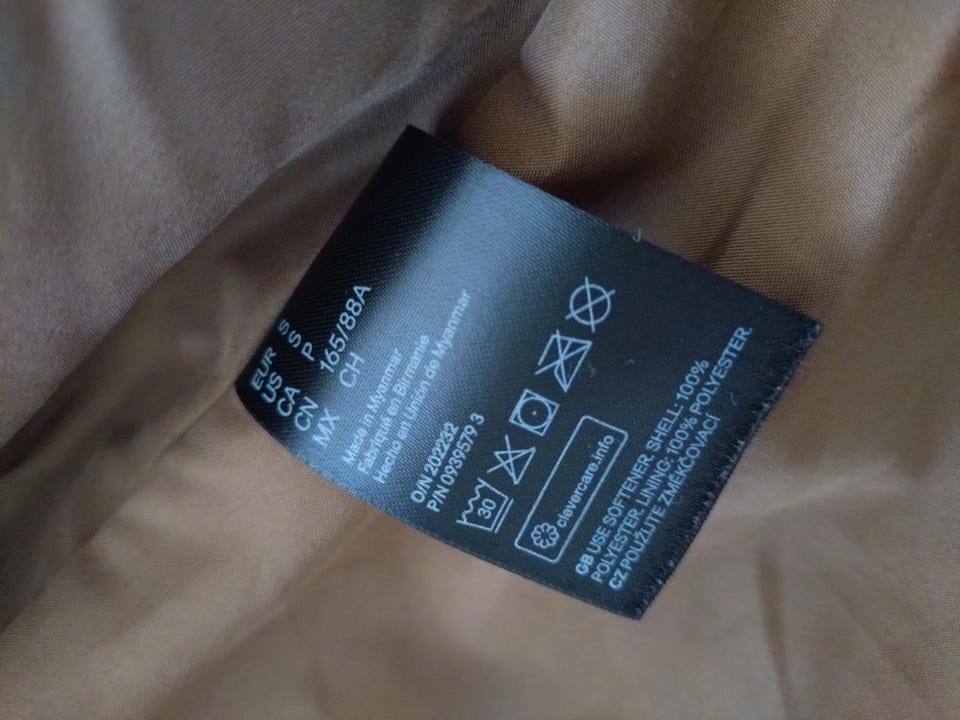 EUR S
US S
CA P
CN 165/88A
MX CH
Made in Myanmar
Fabriqué en Birmanie
Hecho en Unión de Myanmar
O/N 202232
P/N 0939579 3
30
clevercare.info
GB USE SOFTENER. SHELL: 100%
POLYESTER. LINING: 100% POLYESTER.
CZ POUŽIJTE ZMĚKČOVACÍ